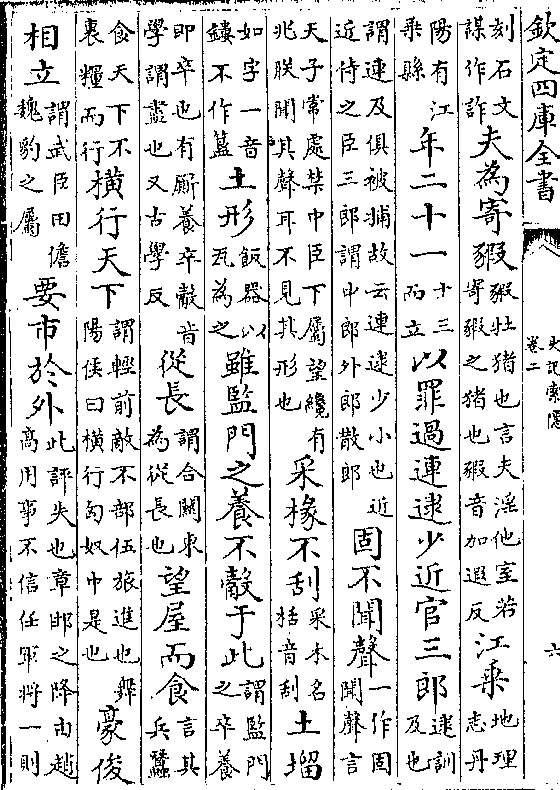 欽定四庫全書
史記索隱
卷二
六
刻石文謀作詐夫為寄豭豭牡猪也言夫淫他室若寄豭之猪也豭音加遐反江乗地理志丹
陽有江乗縣年二十一十三而立以罪過連逮少近官三郎逮訓及也
謂連及俱被捕故云連逮少小也近近侍之臣三郎謂中郎外郎散郎固不聞聲一作固聞聲言
天子常處禁中臣下屬望纔有兆朕聞其聲耳不見其形也采椽不刮采木名括音刮土塯
如字一音鏤不作簋土形飯器以瓦為之雖監門之養不觳于此謂監門之卒養
即卒也有厮養卒觳音學謂盡也又古學反從長謂合關東為從長也望屋而食言其兵蠶
食天下不裹糧而行橫行天下謂輕前敵不部伍旅進也舞陽侯曰橫行匈奴中是也豪俊
相立謂武臣田儋魏豹之屬要市於外此評失也章邯之降由趙高用事不信任軍將一則